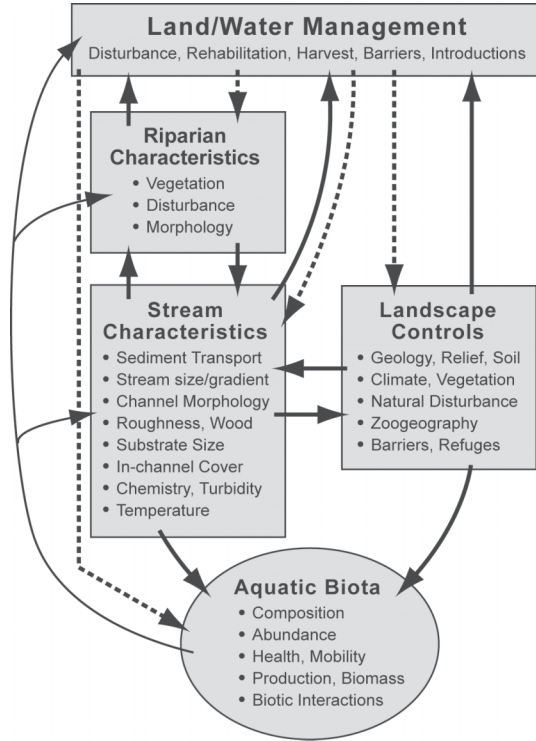 Land/Water Management
Disturbance, Rehabilitation, Harvest, Barriers, Introductions
Riparian
Characteristics
• Vegetation
• Disturbance
• Morphology
Stream
Characteristics
• Sediment Transport
• Stream size/gradient
• Channel Morphology
• Roughness, Wood
• Substrate Size
• In-channel Cover
• Chemistry, Turbidity
• Temperature
Landscape
Controls
• Geology, Relief, Soil
• Climate, Vegetation
• Natural Disturbance
• Zoogeography
• Barriers, Refuges
Aquatic Biota
• Composition
• Abundance
• Health, Mobility
• Production, Biomass
• Biotic Interactions